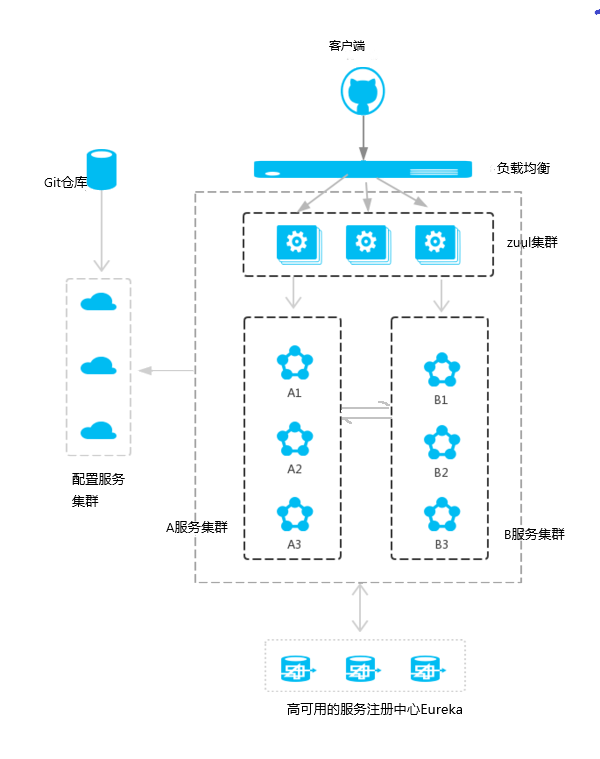 客户端
负载均衡
Git仓库
zuul集群
A1
B1
A2
B2
A3
B3
配置服务
集群
A服务集群
B服务集群
高可用的服务注册中心Eureka